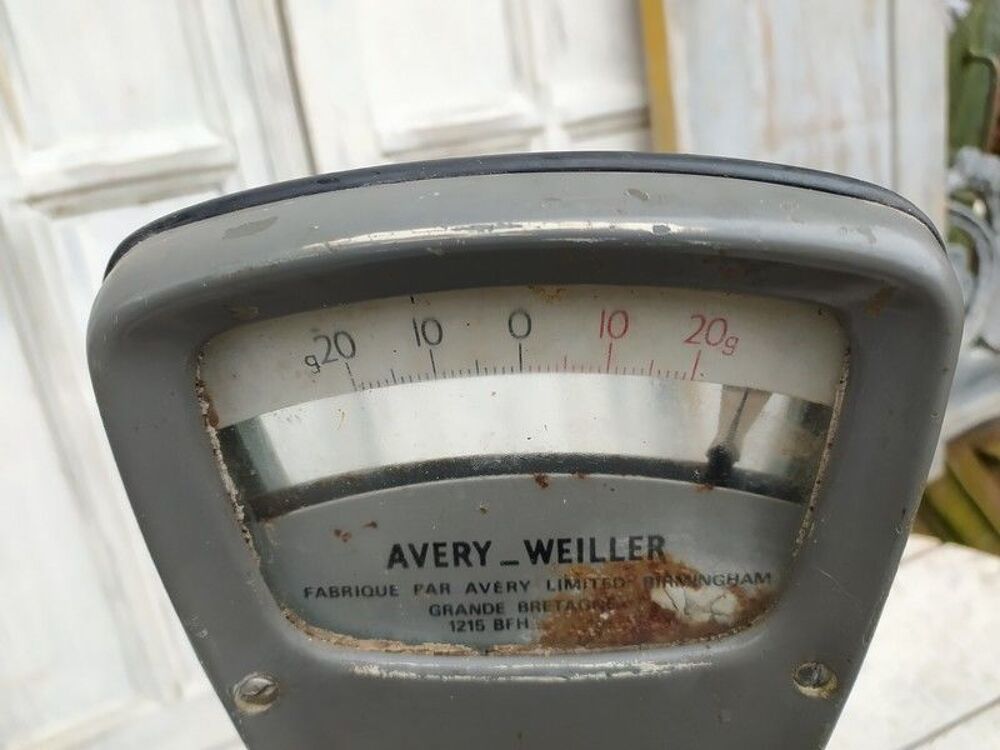 g20 10 0 10 20g
AVERY_WEILLER
FABRIQUE PAR AVERY LIMITED BIRMINGHAM
GRANDE BRETAGNE
1215 BFH